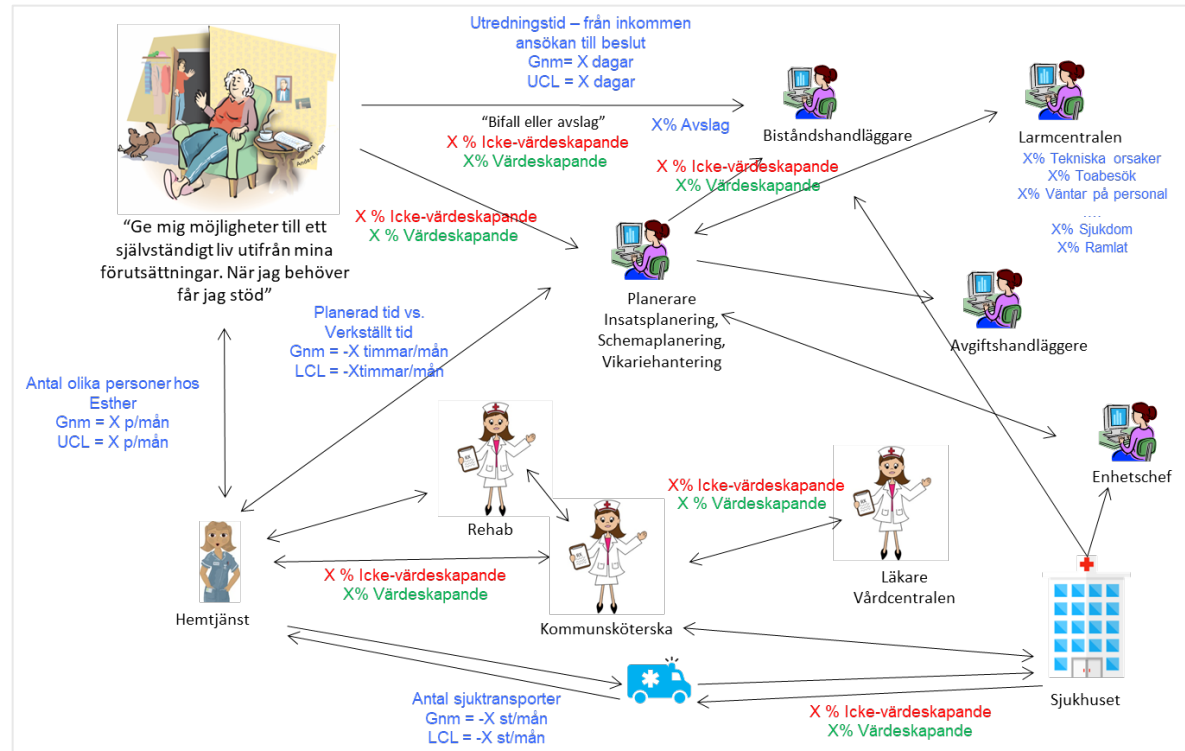 Utredningstid – från inkommen
ansökan till beslut
Gnm= X dagar
UCL = X dagar
"Bifall eller avslag"
X % Icke-värdeskapande
X% Värdeskapande
X% Avslag
Biståndshandläggare
Larmcentralen
X% Tekniska orsaker
X% Toabesök
X% Väntar på personal
....
X% Sjukdom
X% Ramlat
X % Icke-värdeskapande
X% Värdeskapande
Anders Lyon
X % Icke-värdeskapande
X % Värdeskapande
"Ge mig möjligheter till ett
självständigt liv utifrån mina
förutsättningar. När jag behöver
får jag stöd"
Planerare
Insatsplanering,
Schemaplanering,
Vikariehantering
Avgiftshandläggere
Planerad tid vs.
Verkställt tid
Gnm = -X timmar/mån
LCL = -Xtimmar/mån
Antal olika personer hos
Esther
Gnm = X p/mån
UCL = X p/mån
Enhetschef
Rehab
X% Icke-värdeskapande
X % Värdeskapande
Läkare
Vårdcentralen
X % Icke-värdeskapande
X% Värdeskapande
Hemtjänst
Kommunsköterska
Sjukhuset
Antal sjuktransporter
Gnm = -X st/mån
LCL = -X st/mån
X % Icke-värdeskapande
X% Värdeskapande